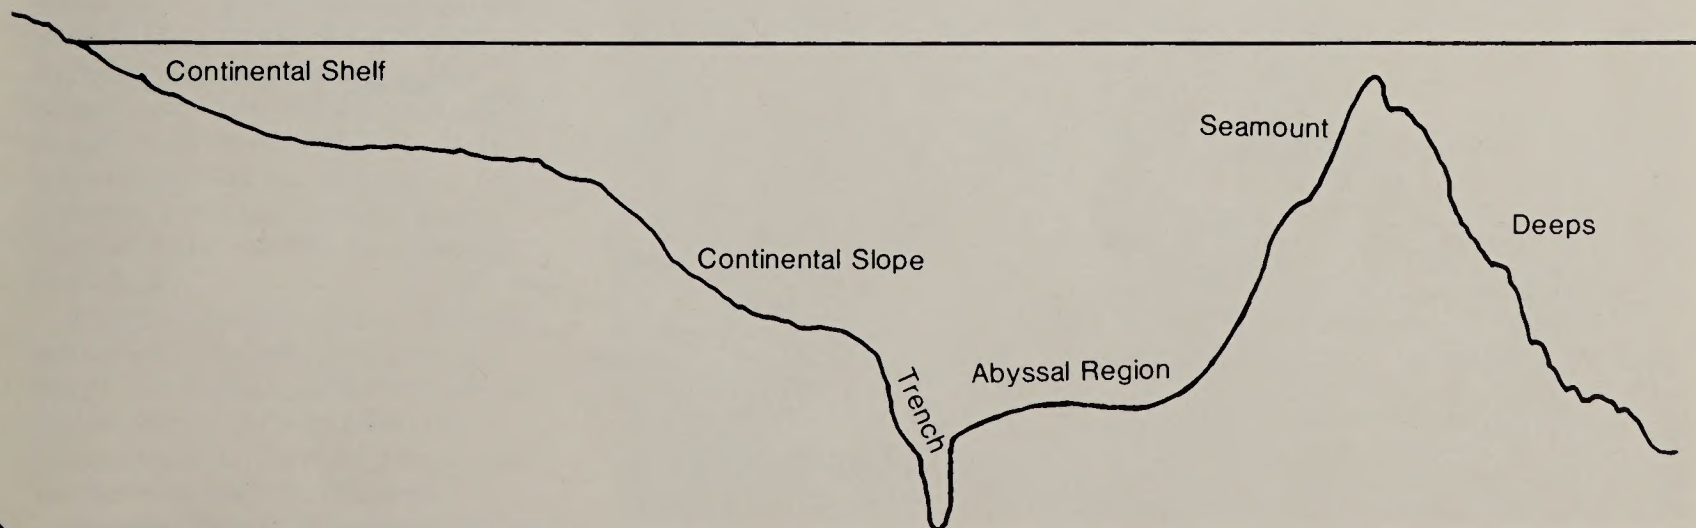 Continental Shelf
Seamount
Deeps
Continental Slope
Trench
Abyssal Region